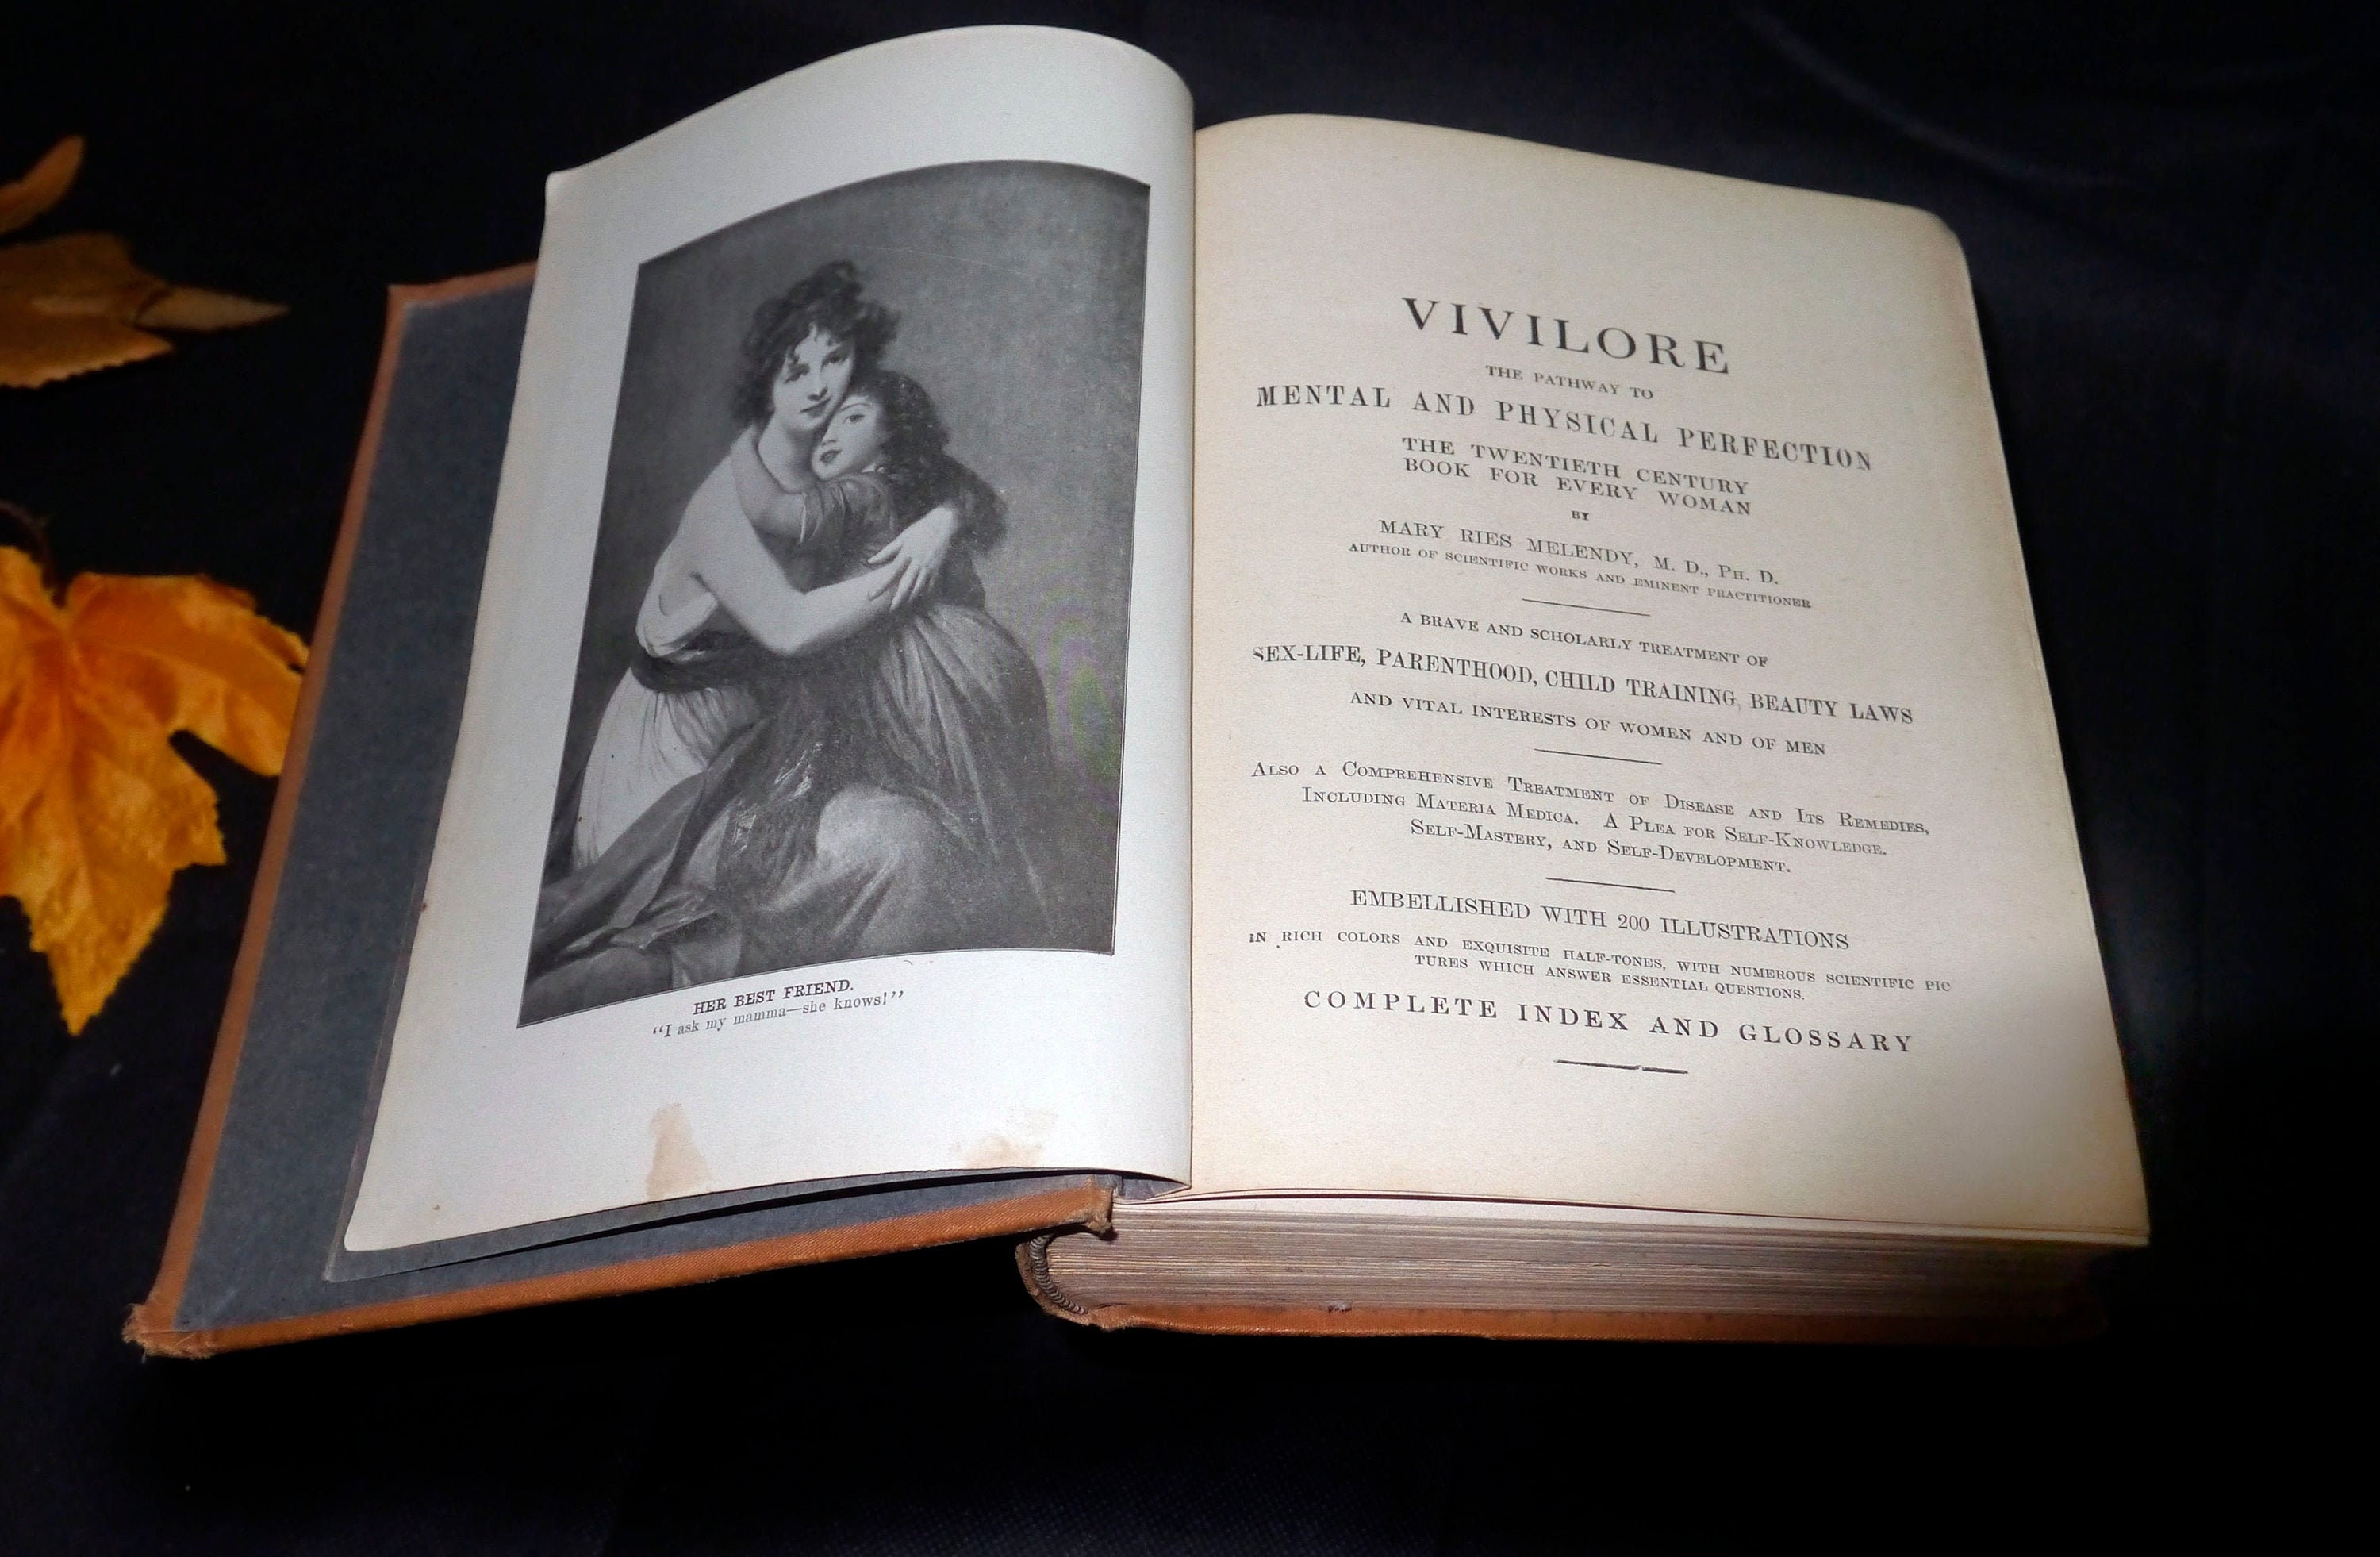 HER BEST FRIEND.
“I ask my mamma—she knows!”
VIVILORE
THE PATHWAY TO
MENTAL AND PHYSICAL PERFECTION
THE TWENTIETH CENTURY
BOOK FOR EVERY WOMAN
BY
MARY RIES MELENDY, M. D., Ph. D.
AUTHOR OF SCIENTIFIC WORKS AND EMINENT PRACTITIONER
A BRAVE AND SCHOLARLY TREATMENT OF
SEX-LIFE, PARENTHOOD, CHILD TRAINING, BEAUTY LAWS
AND VITAL INTERESTS OF WOMEN AND OF MEN
Also a Comprehensive Treatment of Disease and Its Remedies,
Including Materia Medica. A Plea for Self-Knowledge.
Self-Mastery, and Self-Development.
EMBELLISHED WITH 200 ILLUSTRATIONS
IN RICH COLORS AND EXQUISITE HALF-TONES, WITH NUMEROUS SCIENTIFIC PIC
TURES WHICH ANSWER ESSENTIAL QUESTIONS.
COMPLETE INDEX AND GLOSSARY